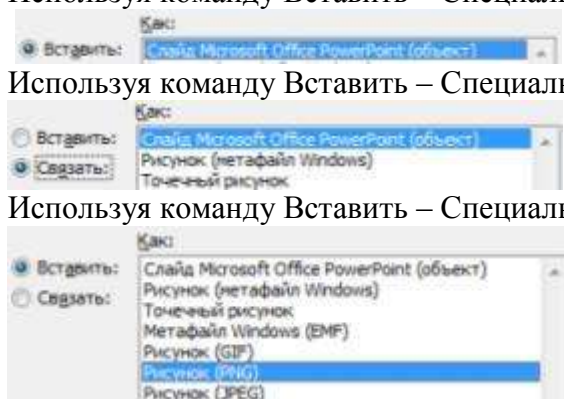 Используя команду Вставить – Специаль
Как:
Вставить: Слайд Microsoft Office PowerPoint (объект)
Используя команду Вставить – Специаль
Как:
Вставить: Слайд Microsoft Office PowerPoint (объект)
Связать: Рисунок (метафайл Windows)
Точечный рисунок
Используя команду Вставить – Специаль
Как:
Вставить: Слайд Microsoft Office PowerPoint (объект)
Связать: Рисунок (метафайл Windows)
Точечный рисунок
Метафайл Windows (EMF)
Рисунок (GIF)
Рисунок (PNG)
Рисунок (JPEG)